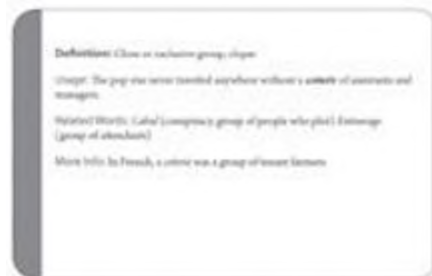 Definition: Close or exclusive group; clique
Usage: The pop star never traveled anywhere without a coterie of assistants and
managers.
Related Words: Cabal (conspiracy, group of people who plot) Entourage
(group of attendants)
More Info: In French, a coterie was a group of tenant farmers